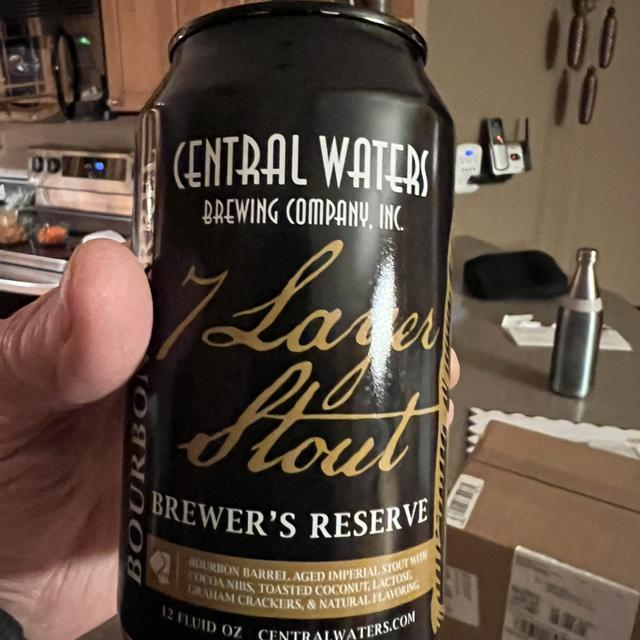 CENTRAL WATERS
BREWING COMPANY, INC.
7 Layer
Stout
BREWER'S RESERVE
BOURBON
BOURBON BARREL AGED IMPERIAL STOUT WITH
COCOA NIBS, TOASTED COCONUT, LACTOSE,
GRAHAM CRACKERS, & NATURAL FLAVORING
12 FLUID OZ CENTRALWATERS.COM